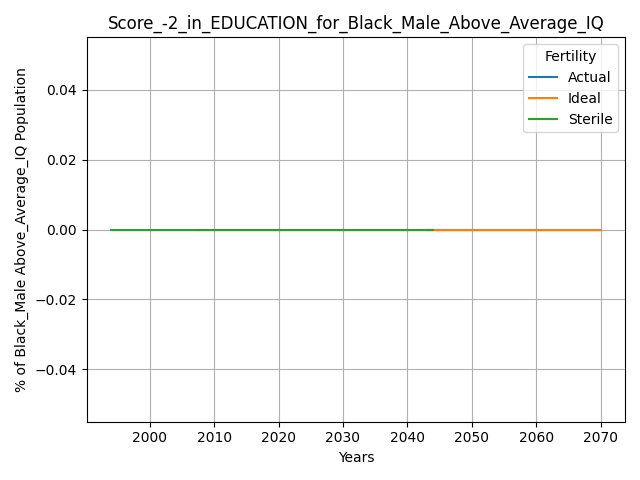 Score_-2_in_EDUCATION_for_Black_Male_Above_Average_IQ
% of Black_Male Above_Average_IQ Population
0.04
0.02
0.00
−0.02
−0.04
Fertility
Actual
Ideal
Sterile
2000 2010 2020 2030 2040 2050 2060 2070
Years